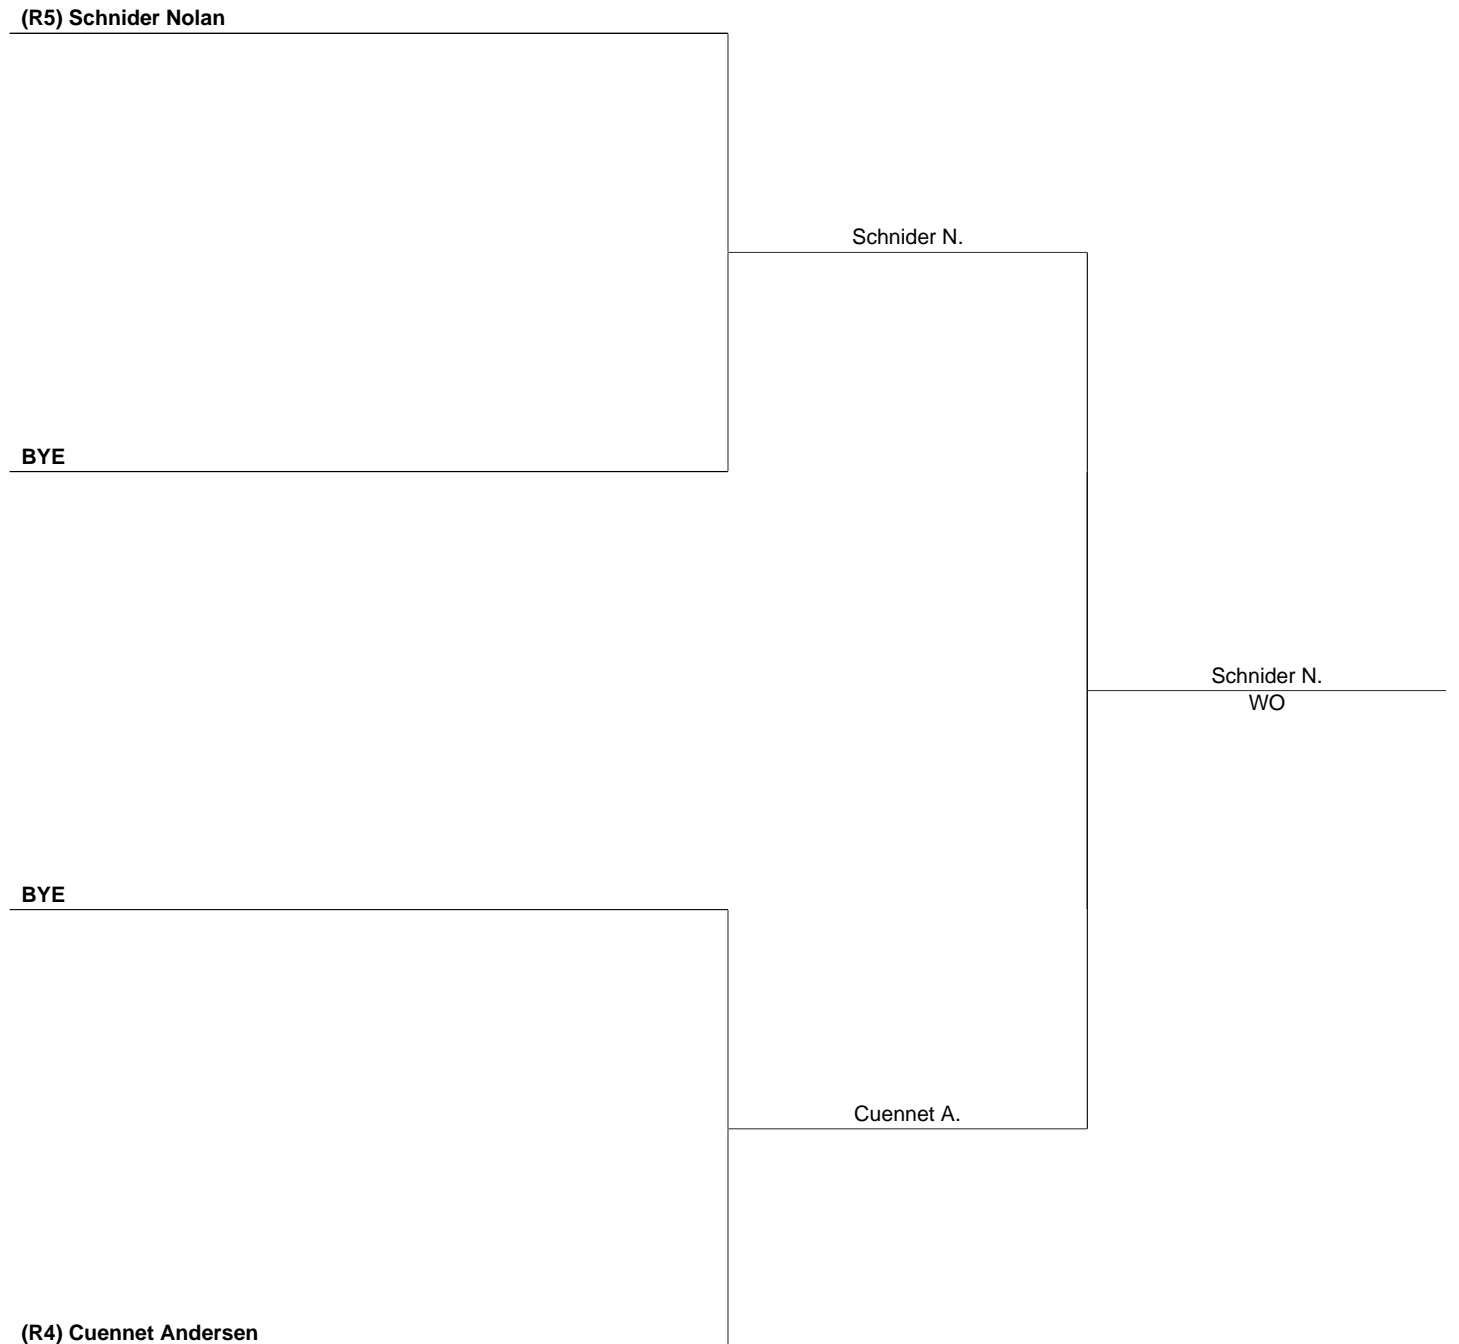 (R5) Schnider Nolan
Schnider N.
BYE
Schnider N.
WO
BYE
Cuennet A.
(R4) Cuennet Andersen